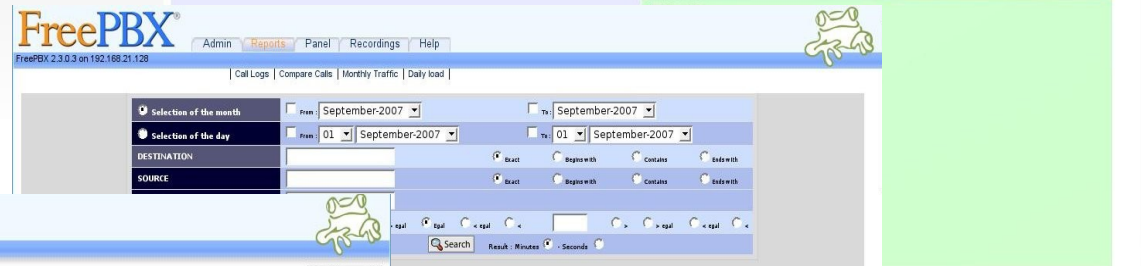 FreePBX®
Admin Reports Panel Recordings Help
FreePBX 2.3.0.3 on 192.168.21.128
| Call Logs | Compare Calls | Monthly Traffic | Daily load |
Selection of the month From : September-2007 To : September-2007
Selection of the day From : 01 September-2007 To : 01 September-2007
DESTINATION Exact Begins with Contains Ends with
SOURCE Exact Begins with Contains Ends with
egal Egal < egal < > > egal < egal <
Search Result : Minutes - Seconds